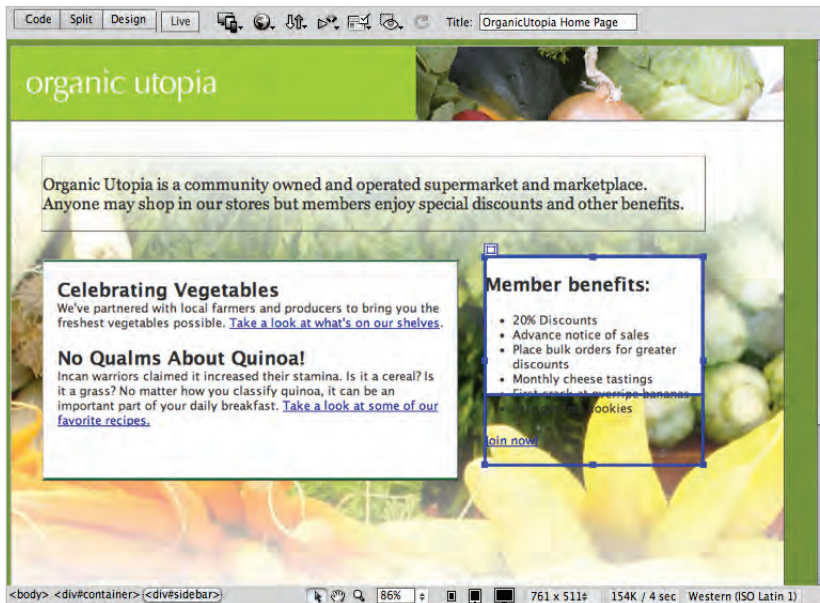 Code Split Design Live Title: OrganicUtopia Home Page
organic utopia
Organic Utopia is a community owned and operated supermarket and marketplace.
Anyone may shop in our stores but members enjoy special discounts and other benefits.
Celebrating Vegetables
We've partnered with local farmers and producers to bring you the
freshest vegetables possible. Take a look at what's on our shelves.
No Qualms About Quinoa!
Incan warriors claimed it increased their stamina. Is it a cereal? Is
it a grass? No matter how you classify quinoa, it can be an
important part of your daily breakfast. Take a look at some of our
favorite recipes.
Member benefits:
• 20% Discounts
• Advance notice of sales
• Place bulk orders for greater
discounts
• Monthly cheese tastings
• First crack at overripe bananas
cookies
Join now!
<body> <div#container> <div#sidebar> 86% 761 x 511 154K / 4 sec Western (ISO Latin 1)